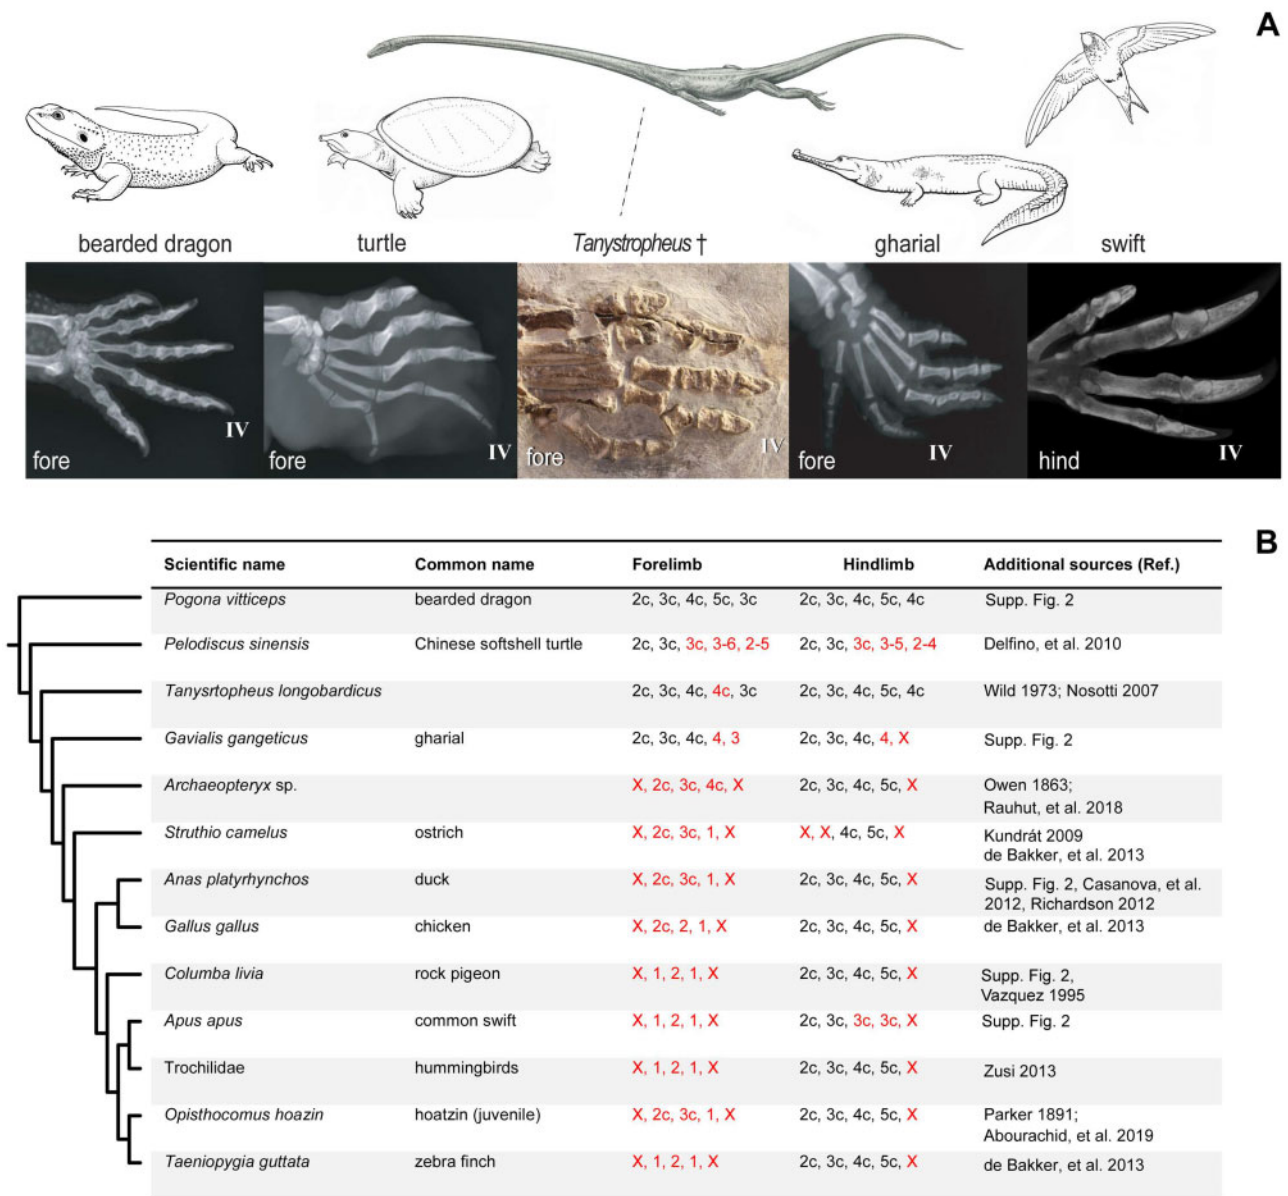 A
bearded dragon
turtle
Tanystropheus †
gharial
swift
IV
fore
IV
fore
IV
fore
IV
fore
IV
hind
B
Scientific name Common name Forelimb Hindlimb Additional sources (Ref.)
Pogona vitticeps bearded dragon 2c, 3c, 4c, 5c, 3c 2c, 3c, 4c, 5c, 4c Supp. Fig. 2
Pelodiscus sinensis Chinese softshell turtle 2c, 3c, 3c, 3-6, 2-5 2c, 3c, 3c, 3-5, 2-4 Delfino, et al. 2010
Tanysrtopheus longobardicus 2c, 3c, 4c, 4c, 3c 2c, 3c, 4c, 5c, 4c Wild 1973; Nosotti 2007
Gavialis gangeticus gharial 2c, 3c, 4c, 4, 3 2c, 3c, 4c, 4, X Supp. Fig. 2
Archaeopteryx sp. X, 2c, 3c, 4c, X 2c, 3c, 4c, 5c, X Owen 1863;
Rauhut, et al. 2018
Struthio camelus ostrich X, 2c, 3c, 1, X X, X, 4c, 5c, X Kundrát 2009
de Bakker, et al. 2013
Anas platyrhynchos duck X, 2c, 3c, 1, X 2c, 3c, 4c, 5c, X Supp. Fig. 2, Casanova, et al.
2012, Richardson 2012
Gallus gallus chicken X, 2c, 2, 1, X 2c, 3c, 4c, 5c, X de Bakker, et al. 2013
Columba livia rock pigeon X, 1, 2, 1, X 2c, 3c, 4c, 5c, X Supp. Fig. 2,
Vazquez 1995
Apus apus common swift X, 1, 2, 1, X 2c, 3c, 3c, 3c, X Supp. Fig. 2
Trochilidae hummingbirds X, 1, 2, 1, X 2c, 3c, 4c, 5c, X Zusi 2013
Opisthocomus hoazin hoatzin (juvenile) X, 2c, 3c, 1, X 2c, 3c, 4c, 5c, X Parker 1891;
Abourachid, et al. 2019
Taeniopygia guttata zebra finch X, 1, 2, 1, X 2c, 3c, 4c, 5c, X de Bakker, et al. 2013